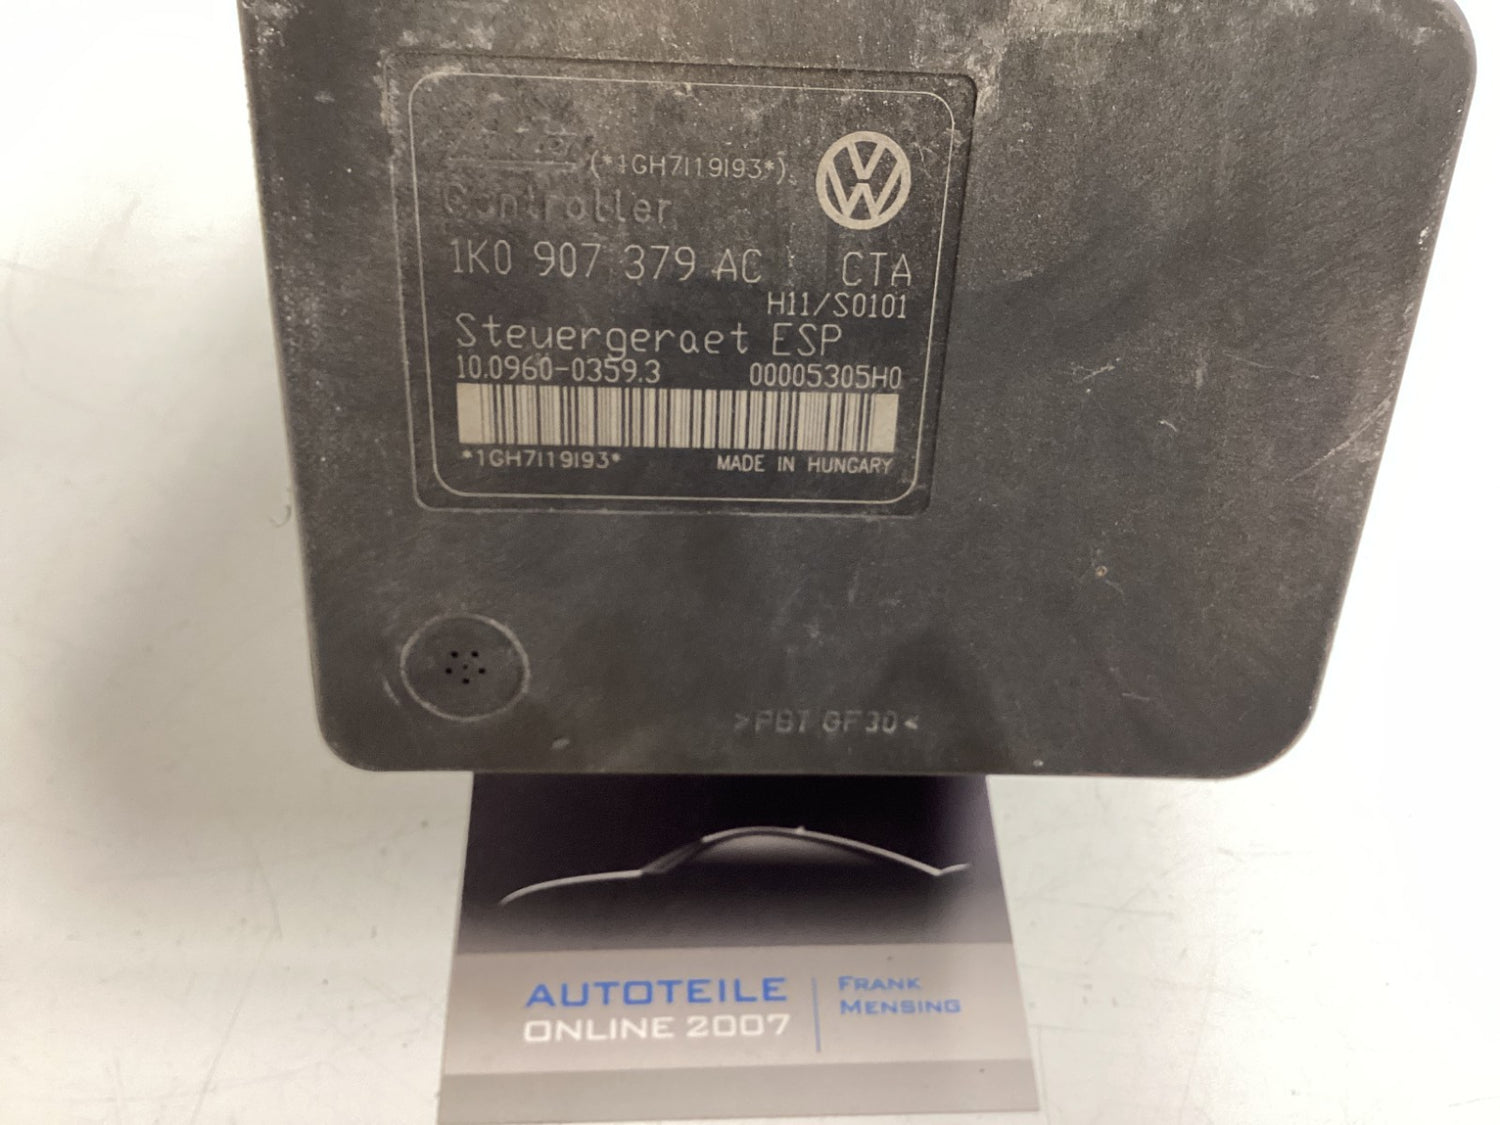 (*1GH7I19I93*)
Controller
1K0 907 379 AC CTA
H11/S0101
Steuergeraet ESP
10.0960-0359.3 00005305H0
*1GH7I19I93* MADE IN HUNGARY
>PBT GF30<
AUTOTEILE
ONLINE 2007
FRANK
MENSING